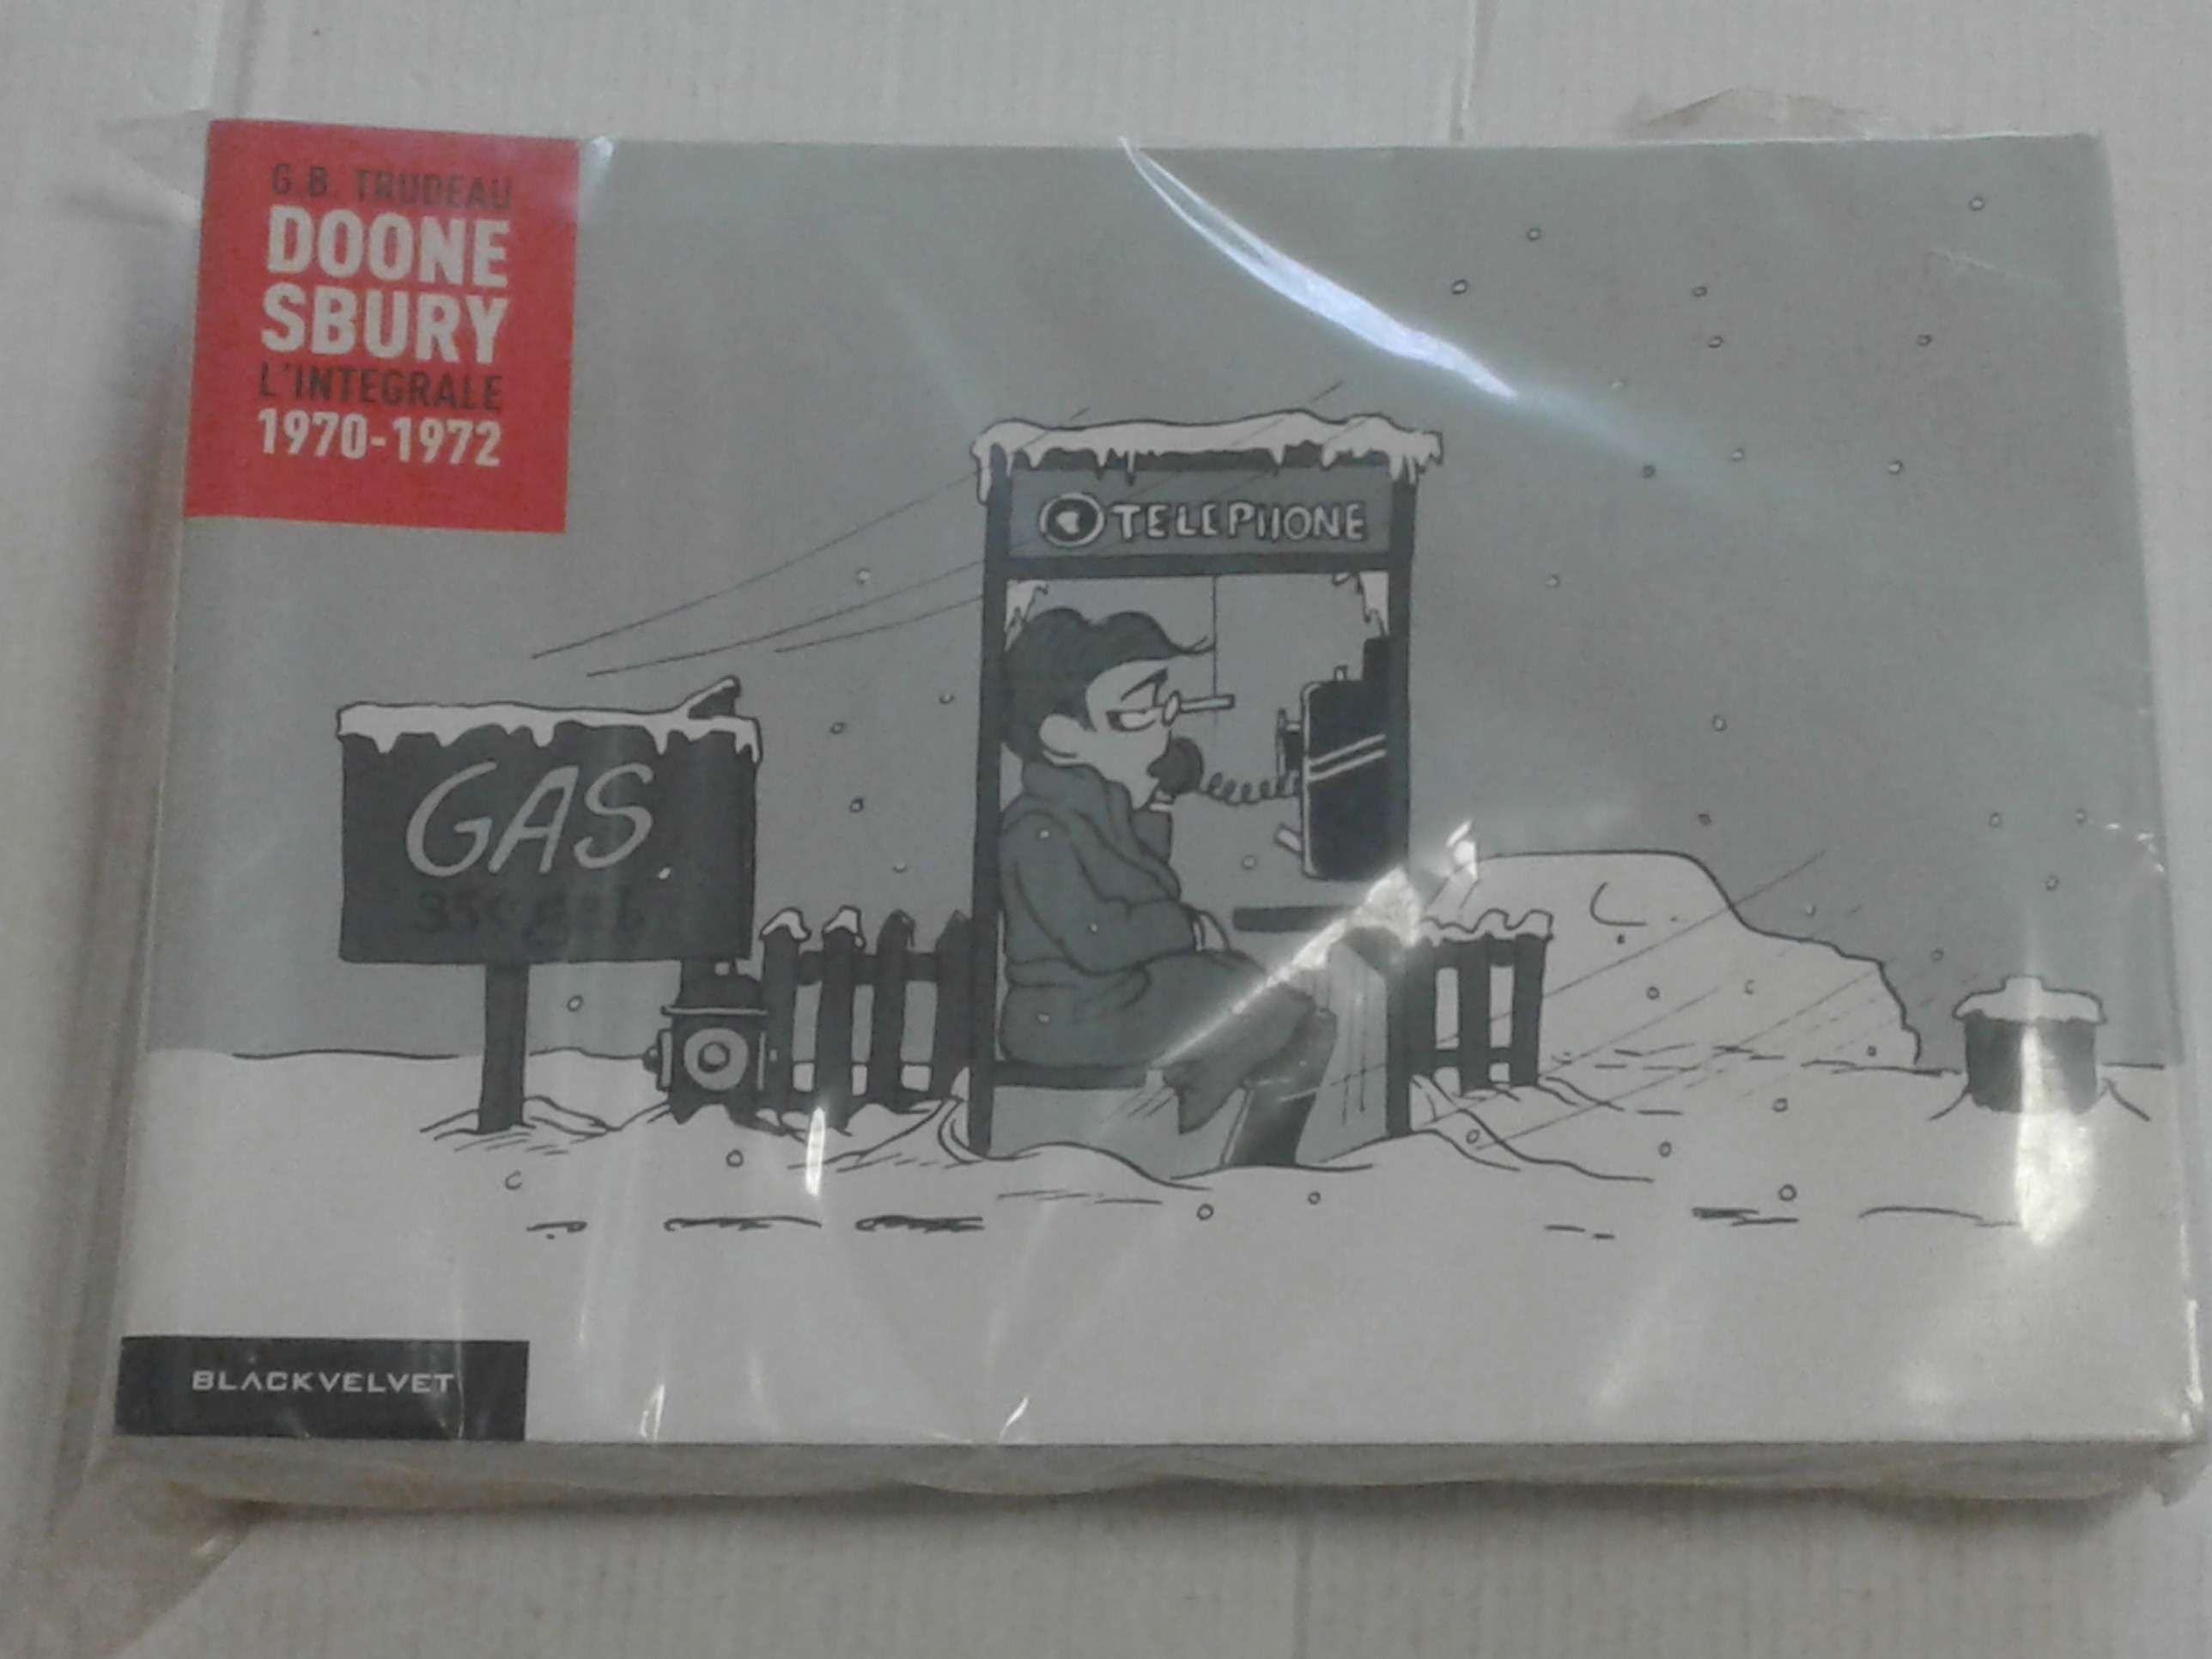 G.B. TRUDEAU
DOONE
SBURY
L'INTEGRALE
1970-1972
TELEPHONE
GAS
BLACKVELVET